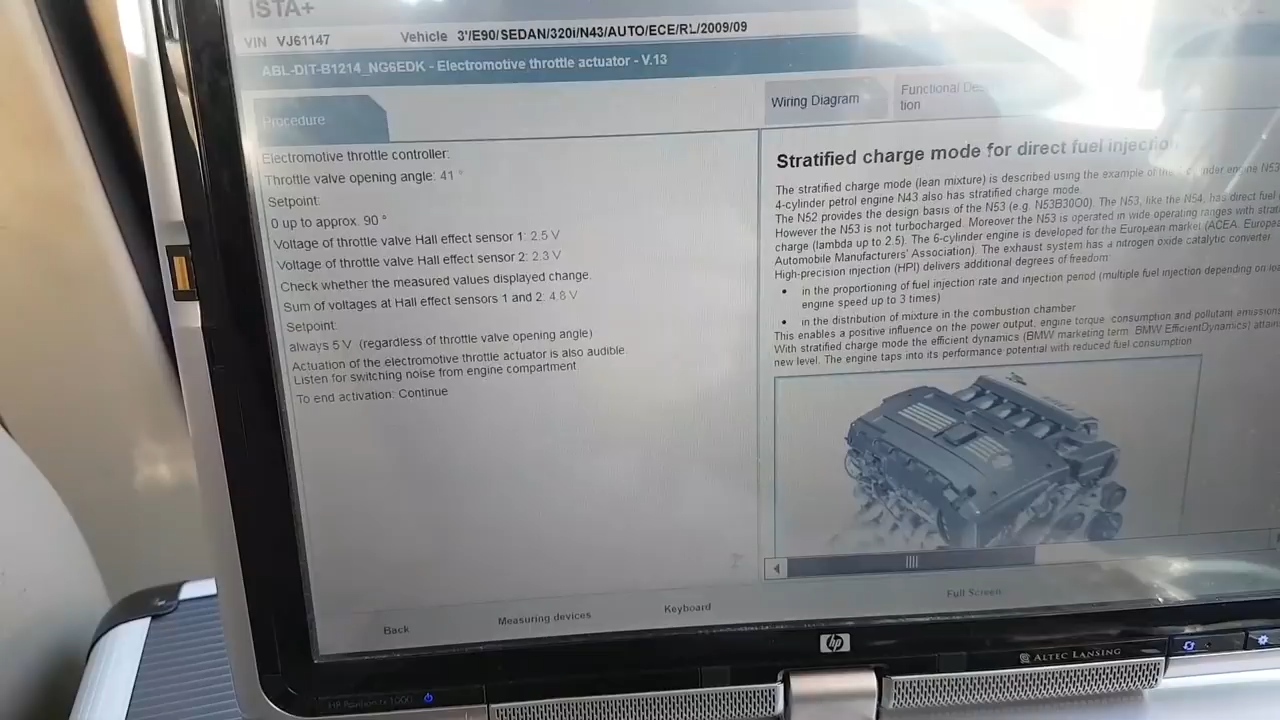 ISTA+
VIN VJ61147
Vehicle 3'/E90/SEDAN/320i/N43/AUTO/ECE/RL/2009/09
ABL-DIT-B1214_NG6EDK - Electromotive throttle actuator - V.13
Procedure
Wiring Diagram
Functional
tion
Electromotive throttle controller:
Throttle valve opening angle: 41 °
Setpoint:
0 up to approx. 90 °
Voltage of throttle valve Hall effect sensor 1: 2.5 V
Voltage of throttle valve Hall effect sensor 2: 2.3 V
Check whether the measured values displayed change.
Sum of voltages at Hall effect sensors 1 and 2: 4.8 V
Setpoint:
always 5 V (regardless of throttle valve opening angle)
Actuation of the electromotive throttle actuator is also audible.
Listen for switching noise from engine compartment
To end activation: Continue
Stratified charge mode for direct fuel injectio
The stratified charge mode (lean mixture) is described using the example of N53
4-cylinder petrol engine N43 also has stratified charge mode.
The N52 provides the design basis of the N53 (e.g. N53B30O0). The N53, like the N54, has direct fuel
However the N53 is not turbocharged. Moreover the N53 is operated in wide operating ranges with
charge (lambda up to 2.5). The 6-cylinder engine is developed for the European market (ACEA:
Automobile Manufacturers' Association). The exhaust system has a nitrogen oxide catalytic converter
High-precision injection (HPI) delivers additional degrees of freedom:
• in the proportioning of fuel injection rate and injection period (multiple fuel injection depending on
engine speed up to 3 times)
• in the distribution of mixture in the combustion chamber
This enables a positive influence on the power output, engine torque, consumption and pollutant
With stratified charge mode the efficient dynamics (BMW marketing term: BMW EfficientDynamics)
new level. The engine taps into its performance potential with reduced fuel consumption
Back
Measuring devices
Keyboard
Full Screen
hp
ALTEC LANSING
HP Pavilion tx 1000